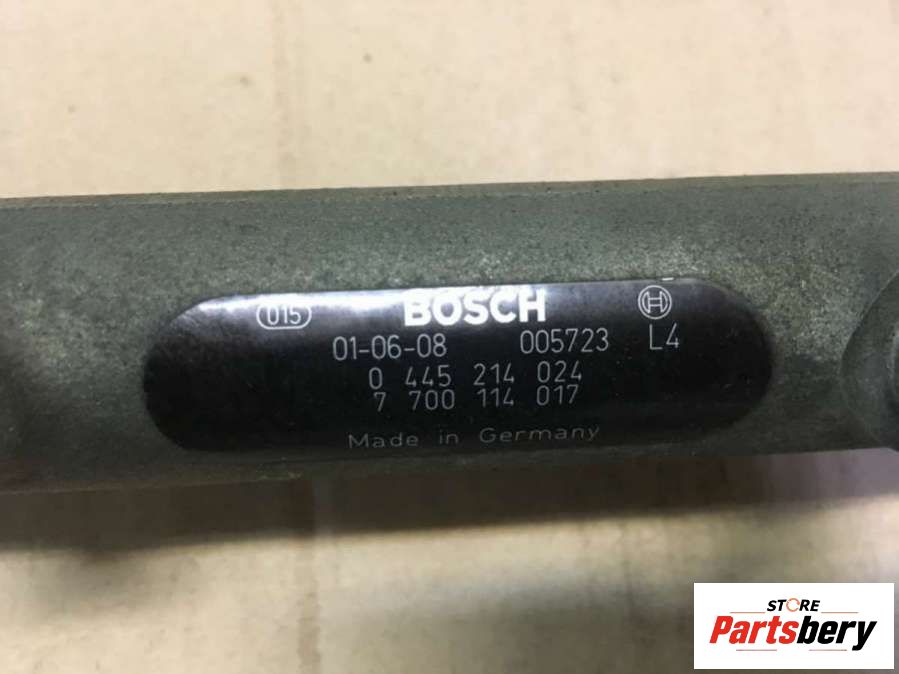 015 BOSCH
01-06-08 005723 L4
0 445 214 024
7 700 114 017
Made in Germany
STORE
Partsbery